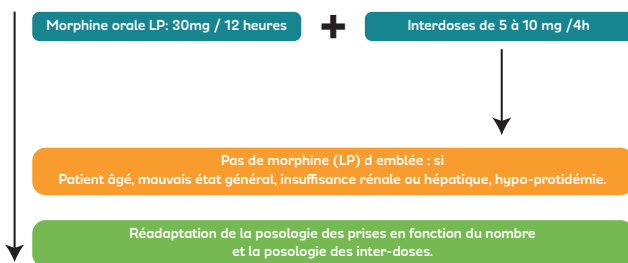 Morphine orale LP: 30mg / 12 heures
+
Interdoses de 5 à 10 mg /4h
Pas de morphine (LP) d emblée : si
Patient âgé, mauvais état général, insuffisance rénale ou hépatique, hypo-protidémie.
Réadaptation de la posologie des prises en fonction du nombre
et la posologie des inter-doses.